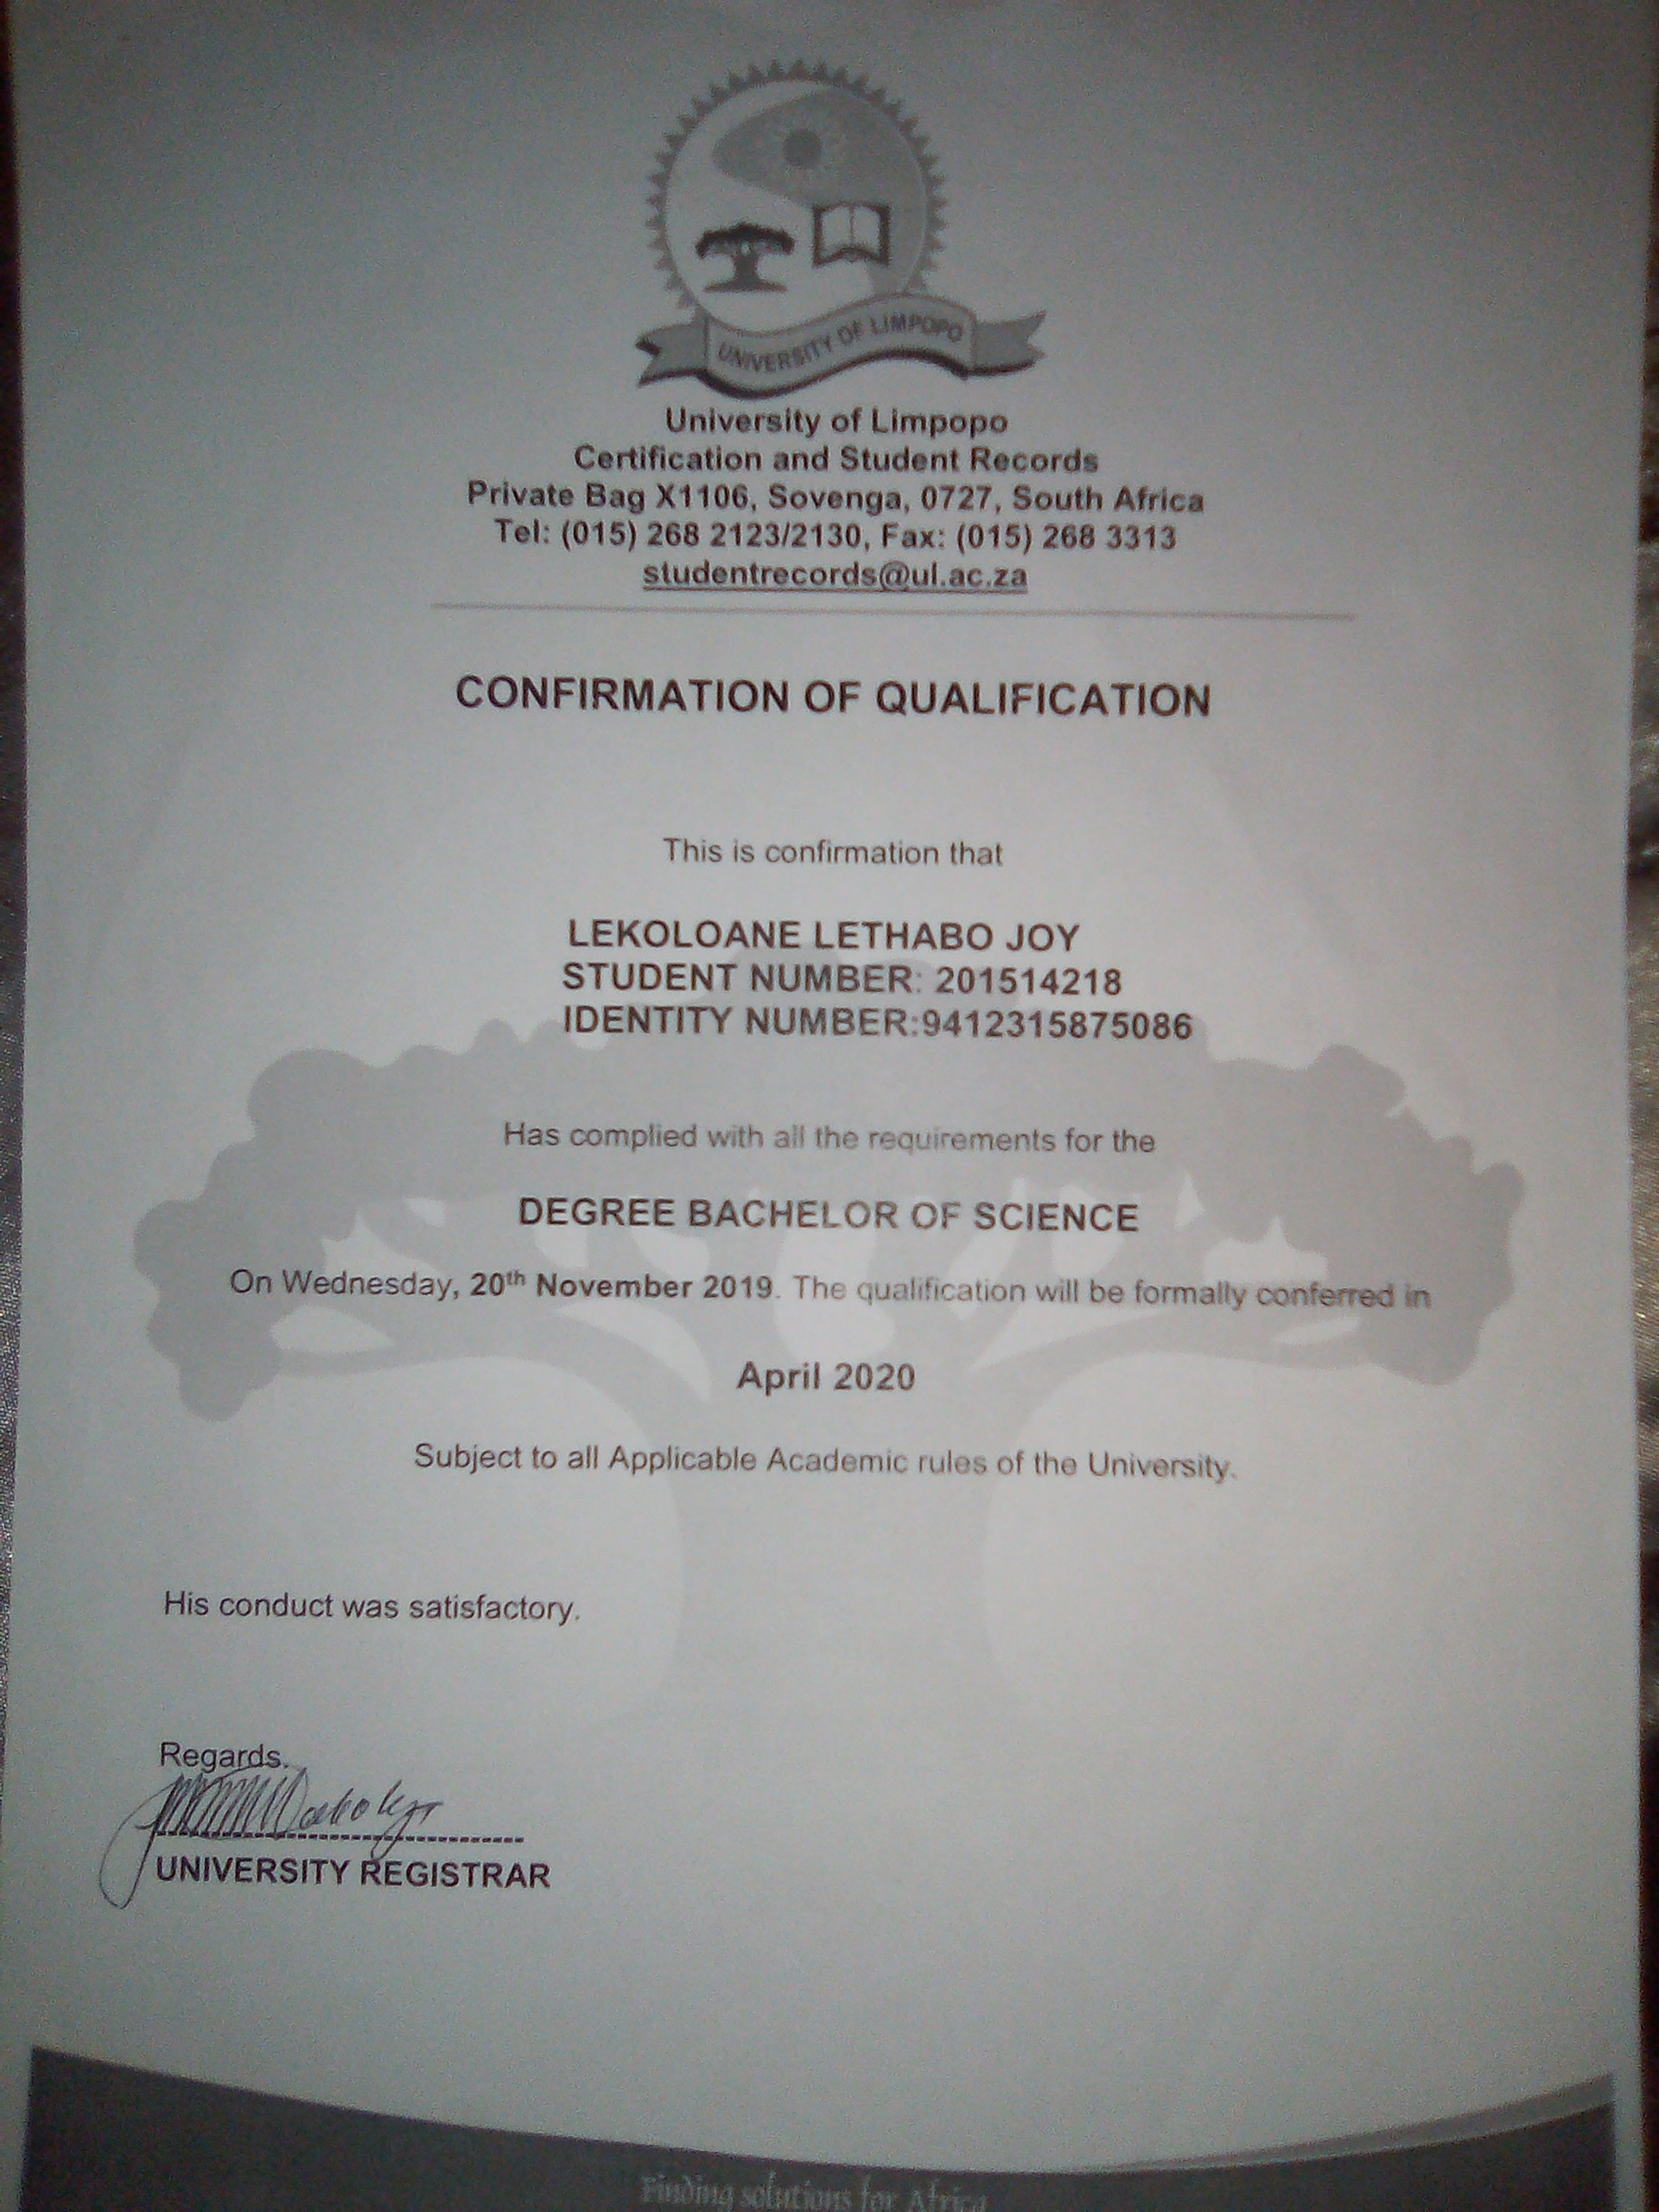 UNIVERSITY OF LIMPOPO
University of Limpopo
Certification and Student Records
Private Bag X1106, Sovenga, 0727, South Africa
Tel: (015) 268 2123/2130, Fax: (015) 268 3313
studentrecords@ul.ac.za
CONFIRMATION OF QUALIFICATION
This is confirmation that
LEKOLOANE LETHABO JOY
STUDENT NUMBER: 201514218
IDENTITY NUMBER:9412315875086
Has complied with all the requirements for the
DEGREE BACHELOR OF SCIENCE
On Wednesday, 20th November 2019. The qualification will be formally conferred in
April 2020
Subject to all Applicable Academic rules of the University.
His conduct was satisfactory.
Regards.
UNIVERSITY REGISTRAR
Finding solutions for Africa